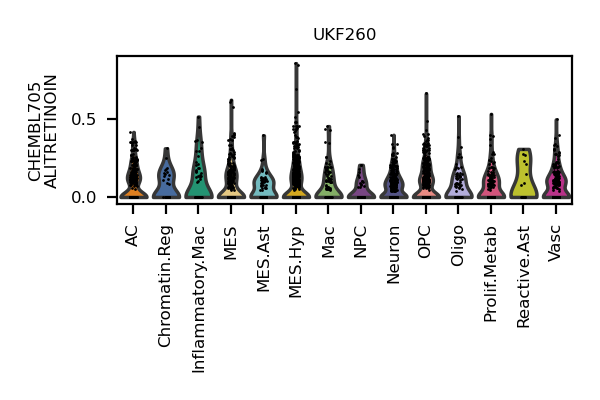 UKF260
CHEMBL705
ALITRETINOIN
0.5
0.0
AC
Chromatin.Reg
Inflammatory.Mac
MES
MES.Ast
MES.Hyp
Mac
NPC
Neuron
OPC
Oligo
Prolif.Metab
Reactive.Ast
Vasc